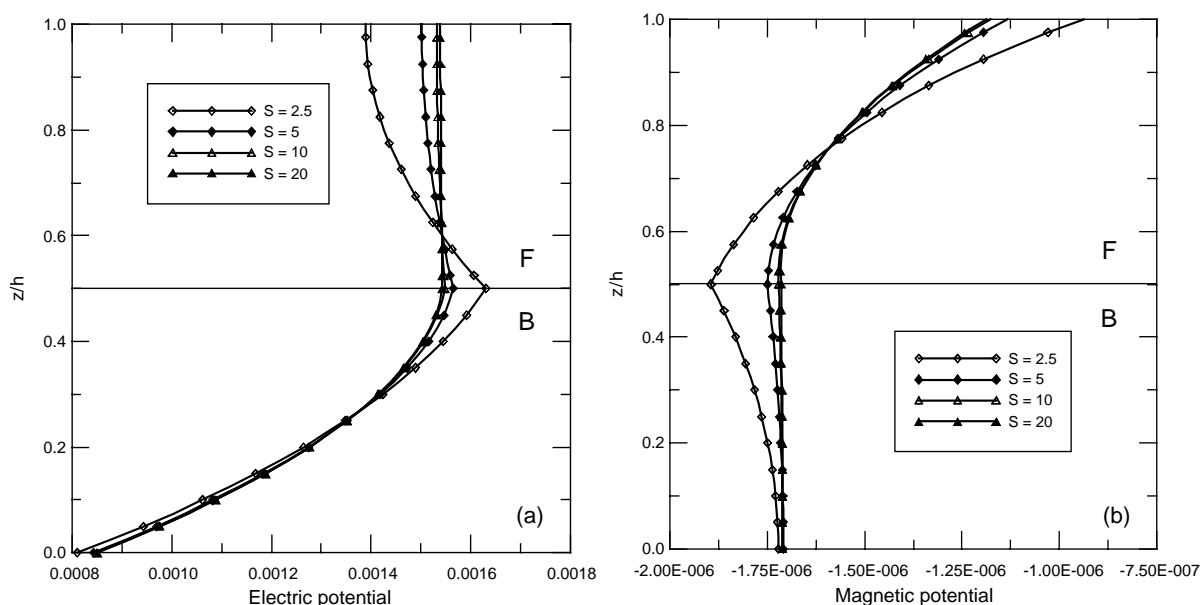 1.0
0.8
0.6
0.4
0.2
0.0
z/h
S = 2.5
S = 5
S = 10
S = 20
F
B
(a)
0.0008 0.0010 0.0012 0.0014 0.0016 0.0018
Electric potential
1.0
0.8
0.6
0.4
0.2
0.0
z/h
F
B
S = 2.5
S = 5
S = 10
S = 20
(b)
-2.00E-006 -1.75E-006 -1.50E-006 -1.25E-006 -1.00E-006 -7.50E-007
Magnetic potential